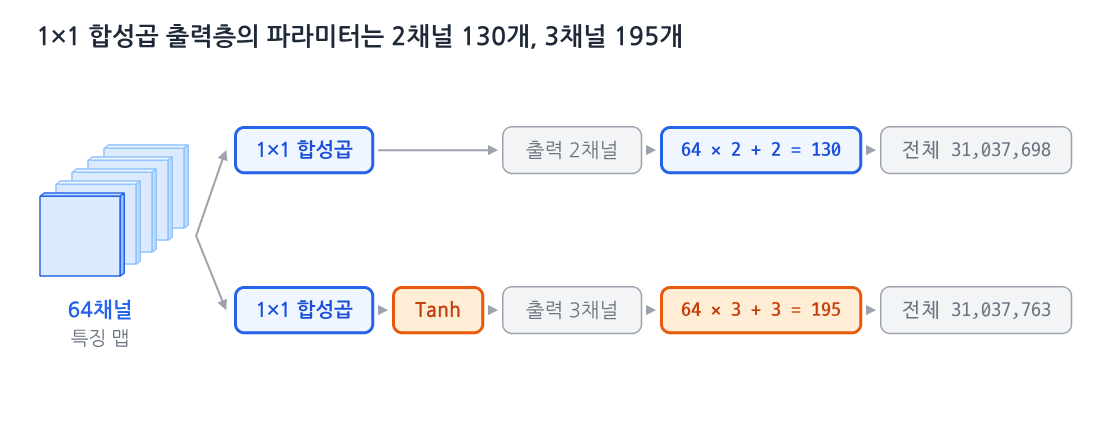 1×1 합성곱 출력층의 파라미터는 2채널 130개, 3채널 195개
1×1 합성곱
출력 2채널
64 × 2 + 2 = 130
전체 31,037,698
64채널
특징 맵
1×1 합성곱
Tanh
출력 3채널
64 × 3 + 3 = 195
전체 31,037,763